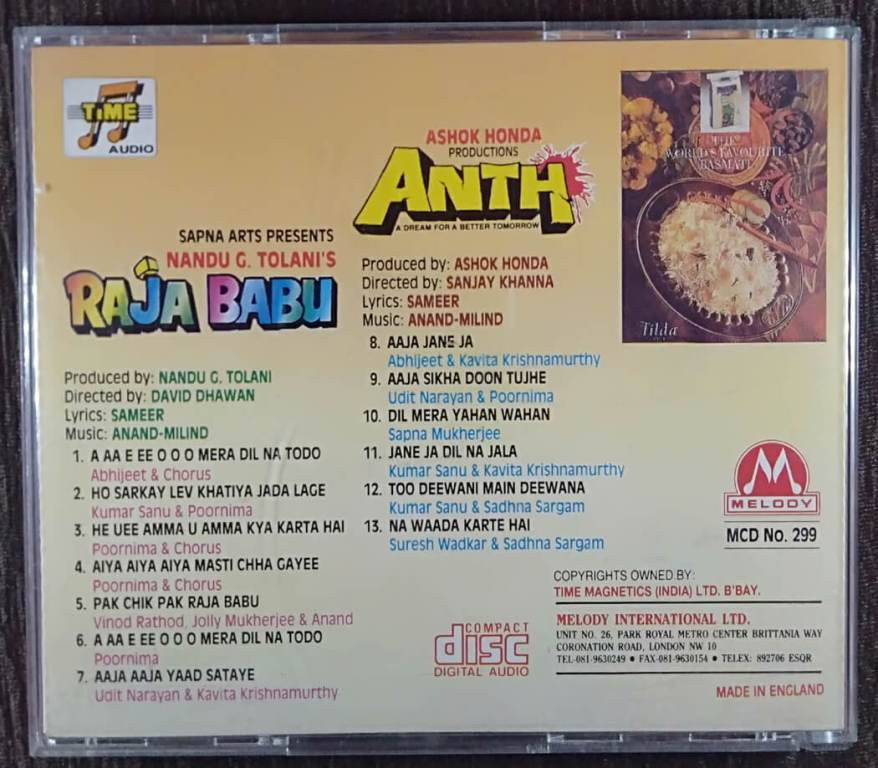 TIME
AUDIO
SAPNA ARTS PRESENTS
NANDU G. TOLANI'S
RAJA BABU
Produced by: NANDU G. TOLANI
Directed by: DAVID DHAWAN
Lyrics: SAMEER
Music: ANAND-MILIND
1. A AA E EE O O O MERA DIL NA TODO
Abhijeet & Chorus
2. HO SARKAY LEV KHATIYA JADA LAGE
Kumar Sanu & Poornima
3. HE UEE AMMA U AMMA KYA KARTA HAI
Poornima & Chorus
4. AIYA AIYA AIYA MASTI CHHA GAYEE
Poornima & Chorus
5. PAK CHIK PAK RAJA BABU
Vinod Rathod, Jolly Mukherjee & Anand
6. A AA E EE O O O MERA DIL NA TODO
Poornima
7. AAJA AAJA YAAD SATAYE
Udit Narayan & Kavita Krishnamurthy
ASHOK HONDA
PRODUCTIONS
ANTH
A DREAM FOR A BETTER TOMORROW
Produced by: ASHOK HONDA
Directed by: SANJAY KHANNA
Lyrics: SAMEER
Music: ANAND-MILIND
8. AAJA JANE JA
Abhijeet & Kavita Krishnamurthy
9. AAJA SIKHA DOON TUJHE
Udit Narayan & Poornima
10. DIL MERA YAHAN WAHAN
Sapna Mukherjee
11. JANE JA DIL NA JALA
Kumar Sanu & Kavita Krishnamurthy
12. TOO DEEWANI MAIN DEEWANA
Kumar Sanu & Sadhna Sargam
13. NA WAADA KARTE HAI
Suresh Wadkar & Sadhna Sargam
THE
WORLD'S FAVOURITE
BASMATI
Tilda
MELODY
MCD No. 299
COPYRIGHTS OWNED BY:
TIME MAGNETICS (INDIA) LTD. B'BAY.
MELODY INTERNATIONAL LTD.
UNIT NO. 26, PARK ROYAL METRO CENTER BRITTANIA WAY
CORONATION ROAD, LONDON NW 10
TEL-081-9630249 ● FAX-081-9630154 ● TELEX: 892706 ESQR
MADE IN ENGLAND
COMPACT
disc
DIGITAL AUDIO